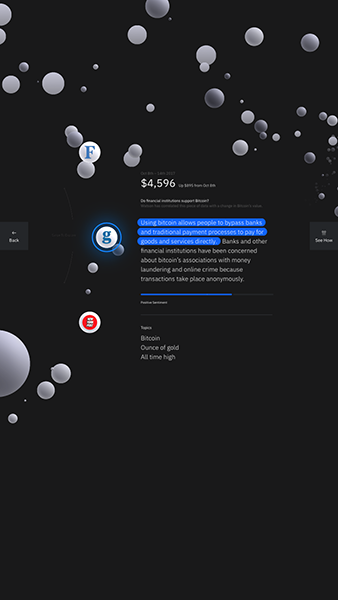 $4,596 Up $895 from Oct 8th
Do financial institutions support Bitcoin?
← Back
F
g
Using bitcoin allows people to bypass banks
and traditional payment processes to pay for
goods and services directly. Banks and other
financial institutions have been concerned
about bitcoin's associations with money
laundering and online crime because
transactions take place anonymously.
See How
Positive Sentiment
Topics
Bitcoin
Ounce of gold
All time high